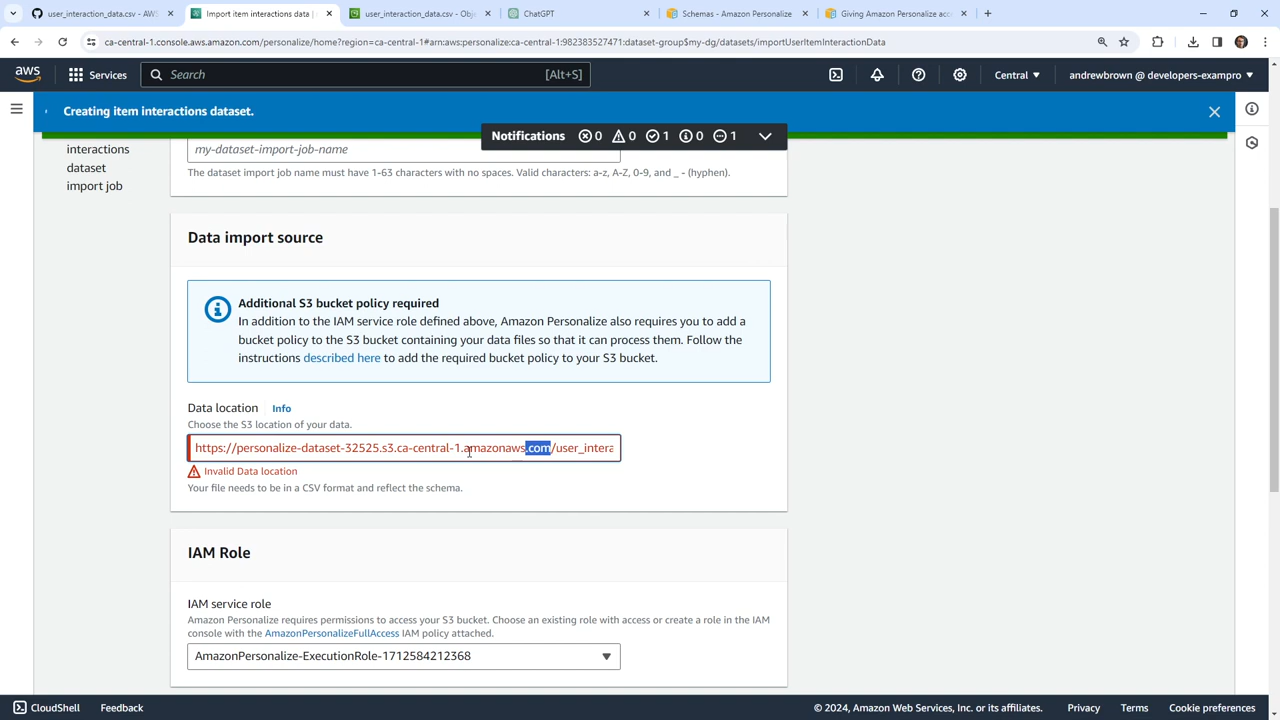 user_interaction_data.csv - AWS
Import item interactions data |
user_interaction_data.csv - Obje
ChatGPT
Schemas - Amazon Personalize
Giving Amazon Personalize acce
ca-central-1.console.aws.amazon.com/personalize/home?region=ca-central-1#arn:aws:personalize:ca-central-1:982383527471:dataset-group$my-dg/datasets/importUserItemInteractionData
aws
Services
Search
[Alt+S]
Central
andrewbrown @ developers-exampro
Creating item interactions dataset.
Notifications 0 0 1 0 1
interactions
dataset
import job
my-dataset-import-job-name
The dataset import job name must have 1-63 characters with no spaces. Valid characters: a-z, A-Z, 0-9, and _ - (hyphen).
Data import source
Additional S3 bucket policy required
In addition to the IAM service role defined above, Amazon Personalize also requires you to add a
bucket policy to the S3 bucket containing your data files so that it can process them. Follow the
instructions described here to add the required bucket policy to your S3 bucket.
Data location Info
Choose the S3 location of your data.
https://personalize-dataset-32525.s3.ca-central-1.amazonaws.com/user_intera
Invalid Data location
Your file needs to be in a CSV format and reflect the schema.
IAM Role
IAM service role
Amazon Personalize requires permissions to access your S3 bucket. Choose an existing role with access or create a role in the IAM
console with the AmazonPersonalizeFullAccess IAM policy attached.
AmazonPersonalize-ExecutionRole-1712584212368
CloudShell
Feedback
© 2024, Amazon Web Services, Inc. or its affiliates.
Privacy
Terms
Cookie preferences